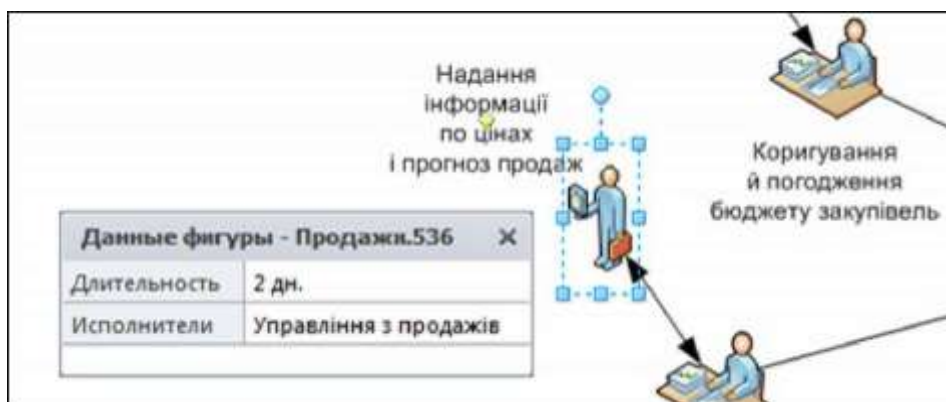 Надання
інформації
по цінах
і прогноз продаж
Коригування
й погодження
бюджету закупівель
Данные фигуры - Продажи.536
Длительность 2 дн.
Исполнители Управління з продажів